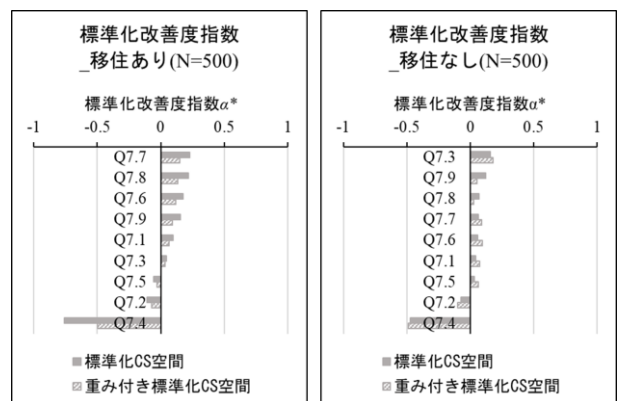 標準化改善度指数
_移住あり(N=500)
標準化改善度指数α*
-1 -0.5 0 0.5 1
Q7.7
Q7.8
Q7.6
Q7.9
Q7.1
Q7.3
Q7.5
Q7.2
Q7.4
標準化CS空間
重み付き標準化CS空間
標準化改善度指数
_移住なし(N=500)
標準化改善度指数α*
-1 -0.5 0 0.5 1
Q7.3
Q7.9
Q7.8
Q7.7
Q7.6
Q7.1
Q7.5
Q7.2
Q7.4
標準化CS空間
重み付き標準化CS空間